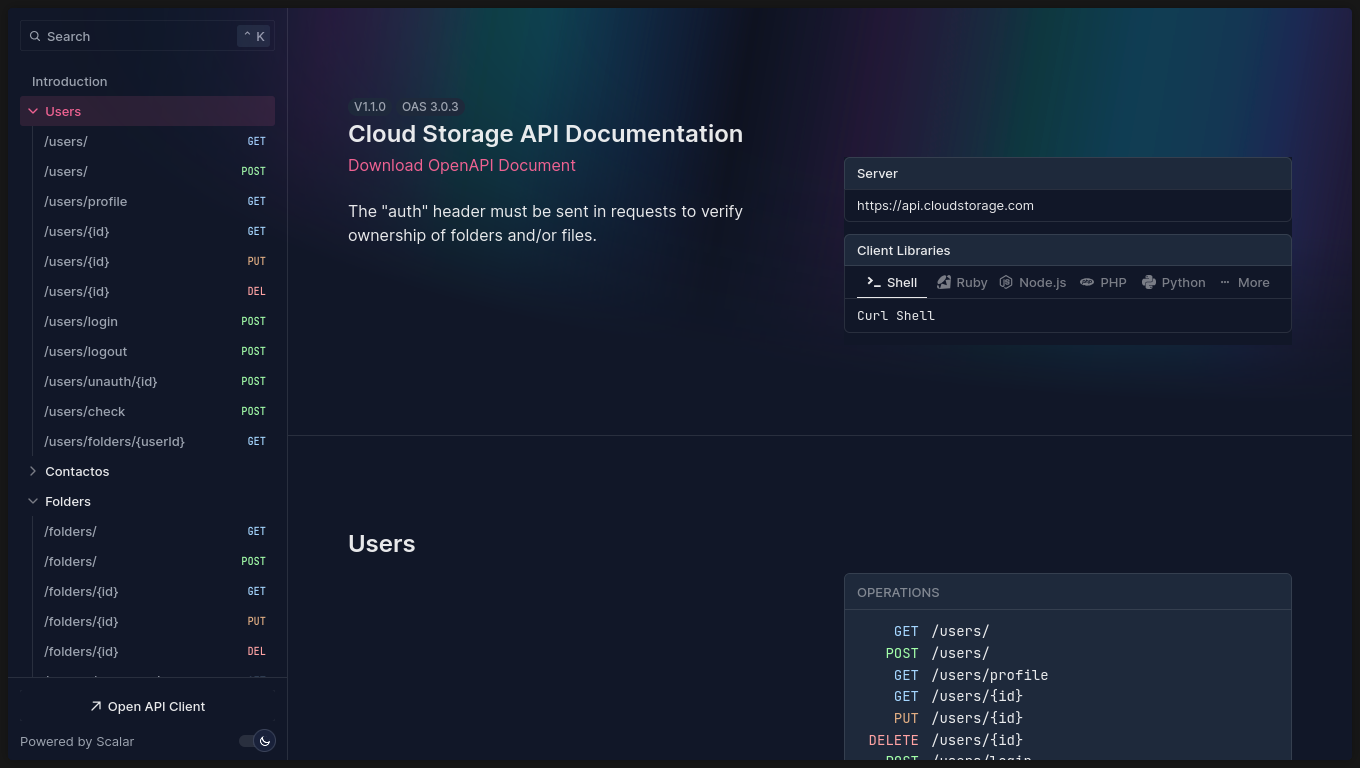 Search
⌃ K
Introduction
Users
/users/ GET
/users/ POST
/users/profile GET
/users/{id} GET
/users/{id} PUT
/users/{id} DEL
/users/login POST
/users/logout POST
/users/unauth/{id} POST
/users/check POST
/users/folders/{userId} GET
Contactos
Folders
/folders/ GET
/folders/ POST
/folders/{id} GET
/folders/{id} PUT
/folders/{id} DEL
Open API Client
Powered by Scalar
V1.1.0 OAS 3.0.3
Cloud Storage API Documentation
Download OpenAPI Document
The "auth" header must be sent in requests to verify
ownership of folders and/or files.
Server
https://api.cloudstorage.com
Client Libraries
Shell Ruby Node.js PHP Python More
Curl Shell
Users
OPERATIONS
GET /users/
POST /users/
GET /users/profile
GET /users/{id}
PUT /users/{id}
DELETE /users/{id}
POST /users/login